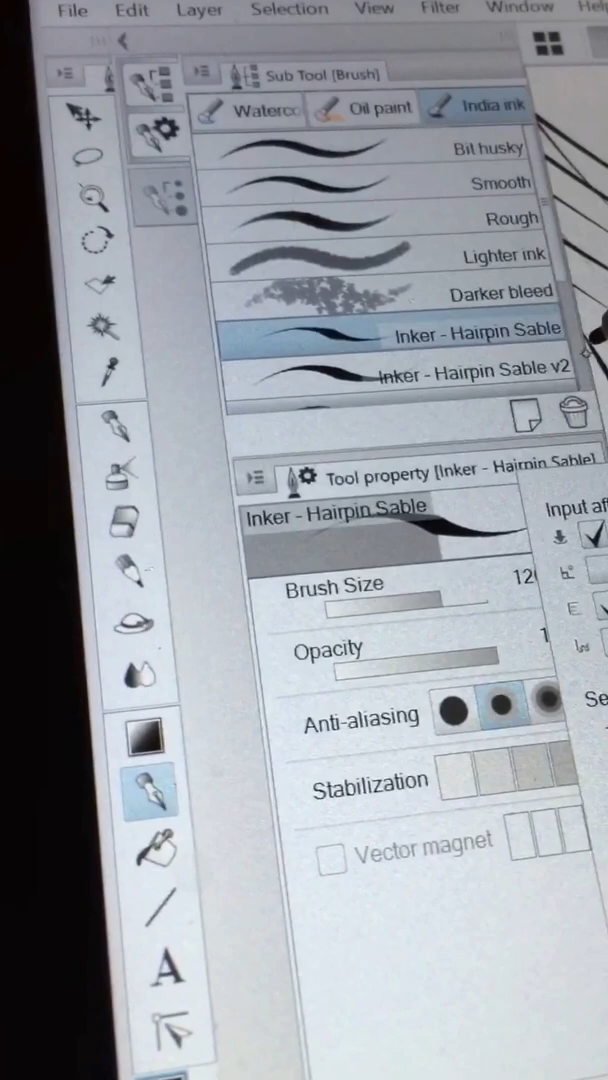 File Edit Layer Selection View Filter Window
Sub Tool [Brush]
Oil paint India ink
Bit husky
Smooth
Rough
Lighter ink
Darker bleed
Inker - Hairpin Sable
Inker - Hairpin Sable v2
Tool property [Inker - Hairpin Sable]
Inker - Hairpin Sable
Input
Brush Size
Opacity
Anti-aliasing
Stabilization
Vector magnet
A